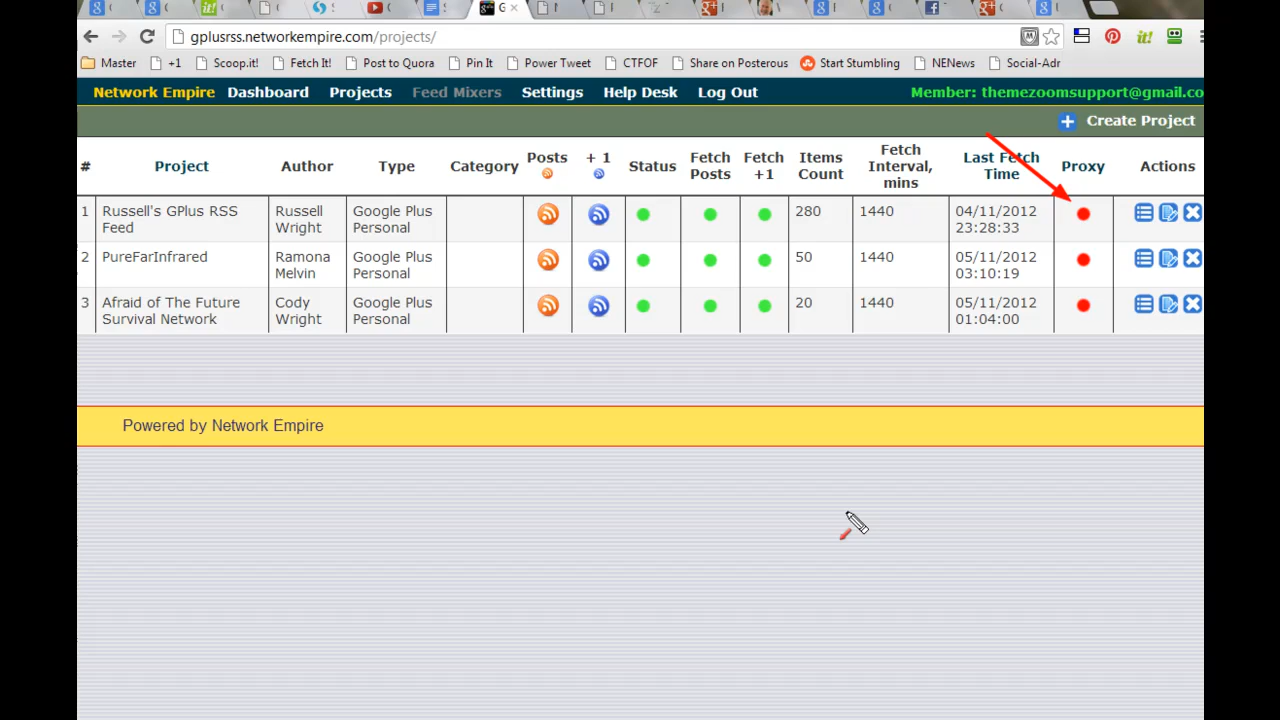 gplusrss.networkempire.com/projects/
Master +1 Scoop.it! Fetch It! Post to Quora Pin It Power Tweet CTFOF Share on Posterous Start Stumbling NENews Social-Adr
Network Empire Dashboard Projects Feed Mixers Settings Help Desk Log Out Member: themezoomsupport@gmail.co
Create Project
# Project Author Type Category Posts + 1 Status Fetch Posts Fetch +1 Items Count Fetch Interval, mins Last Fetch Time Proxy Actions
1 Russell's GPlus RSS Feed Russell Wright Google Plus Personal 280 1440 04/11/2012 23:28:33
2 PureFarInfrared Ramona Melvin Google Plus Personal 50 1440 05/11/2012 03:10:19
3 Afraid of The Future Survival Network Cody Wright Google Plus Personal 20 1440 05/11/2012 01:04:00
Powered by Network Empire